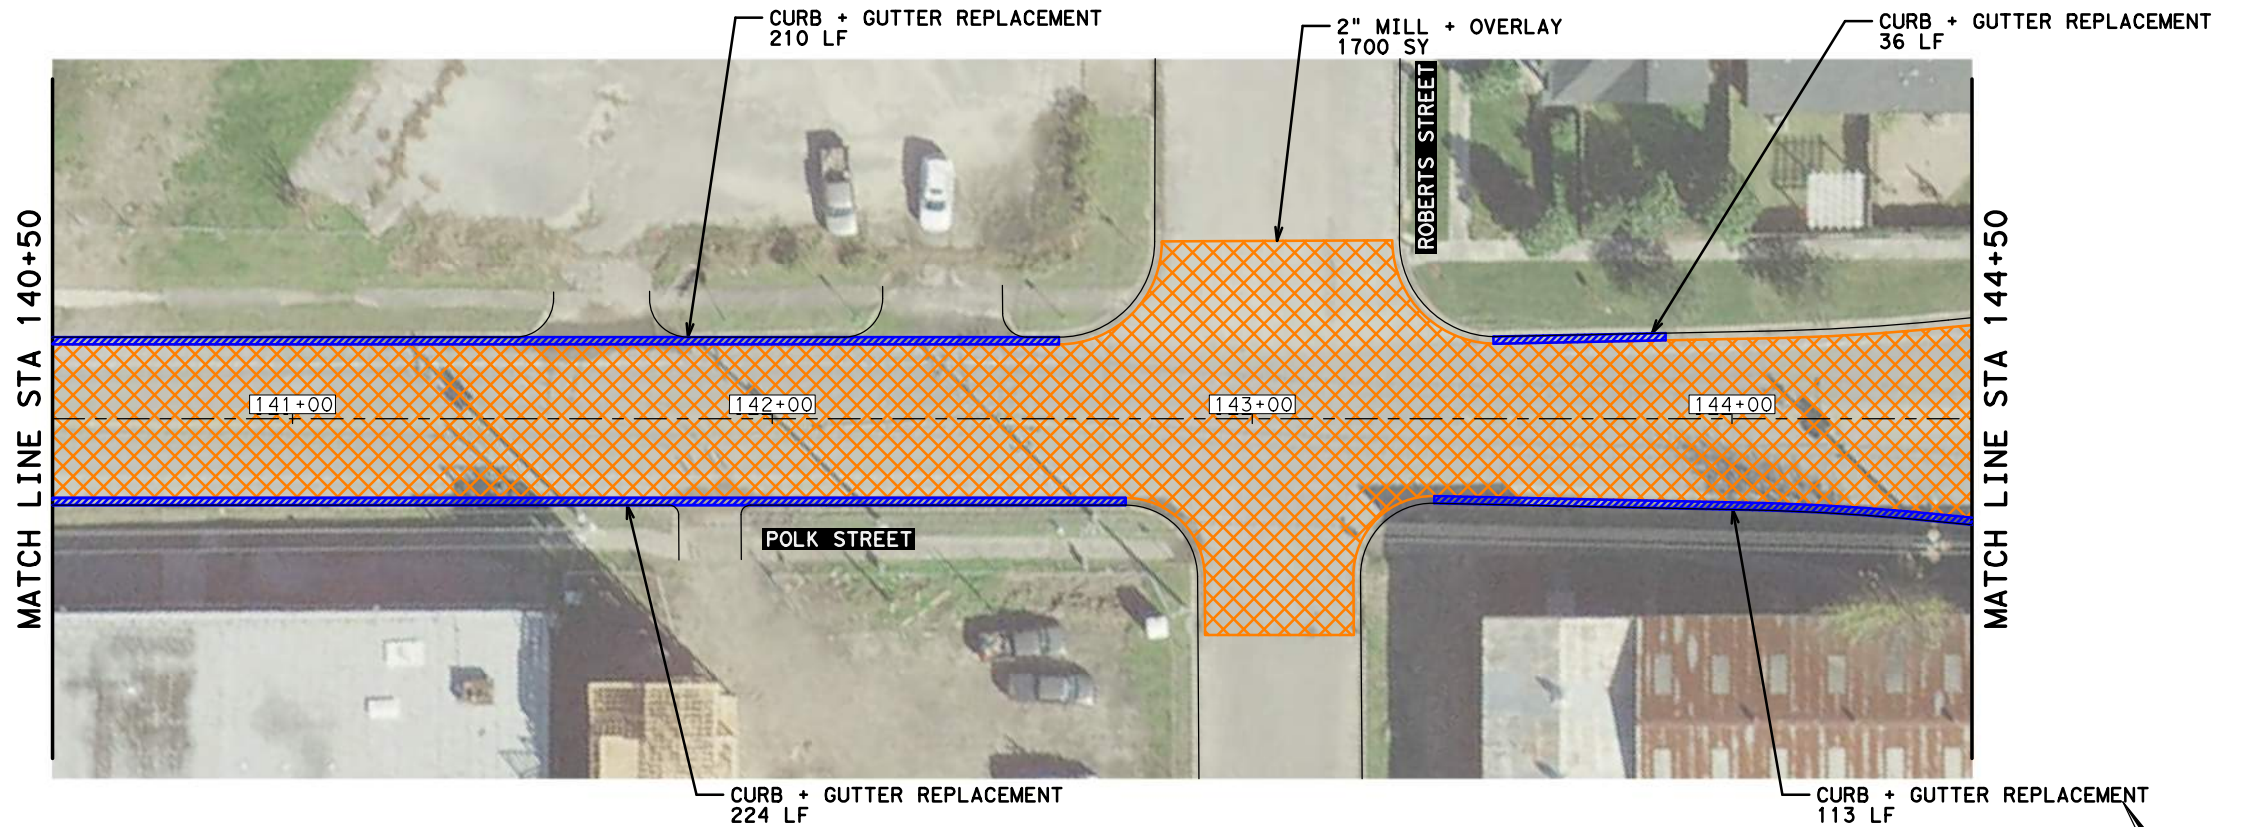 CURB + GUTTER REPLACEMENT
210 LF
2" MILL + OVERLAY
1700 SY
CURB + GUTTER REPLACEMENT
36 LF
ROBERTS STREET
MATCH LINE STA 140+50
MATCH LINE STA 144+50
141+00
142+00
143+00
144+00
POLK STREET
CURB + GUTTER REPLACEMENT
224 LF
CURB + GUTTER REPLACEMENT
113 LF